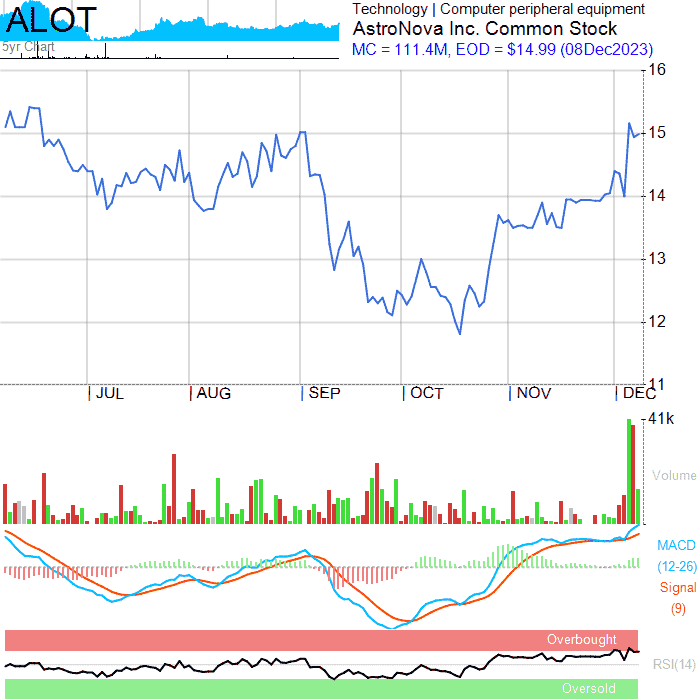 ALOT
5yr Chart
Technology | Computer peripheral equipment
AstroNova Inc. Common Stock
MC = 111.4M, EOD = $14.99 (08Dec2023)
16
15
14
13
12
11
JUL AUG SEP OCT NOV DEC
41k
Volume
MACD
(12-26)
Signal
(9)
Overbought
RSI(14)
Oversold